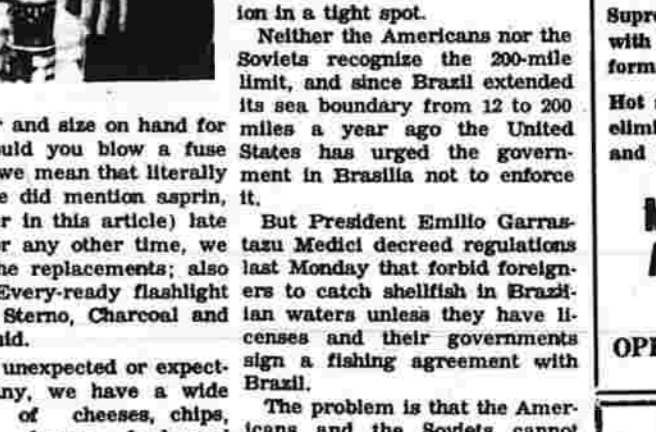 r and size on hand for
ould you blow a fuse
we mean that literally
e did mention asprin,
r in this article) late
or any other time, we
he replacements; also
Every-ready flashlight
Sterno, Charcoal and
uid.
unexpected or expect-
any, we have a wide
of cheeses, chips,
ion in a tight spot.
Neither the Americans nor the
Soviets recognize the 200-mile
limit, and since Brazil extended
its sea boundary from 12 to 200
miles a year ago the United
States has urged the govern-
ment in Brasilia not to enforce
it.
But President Emilio Garras-
tazu Medici decreed regulations
last Monday that forbid foreign-
ers to catch shellfish in Brazil-
ian waters unless they have li-
censes and their governments
sign a fishing agreement with
Brazil.
The problem is that the Amer-
icans and the Soviets cannot
Supre
with
form
Hot
elimi
and
OPE